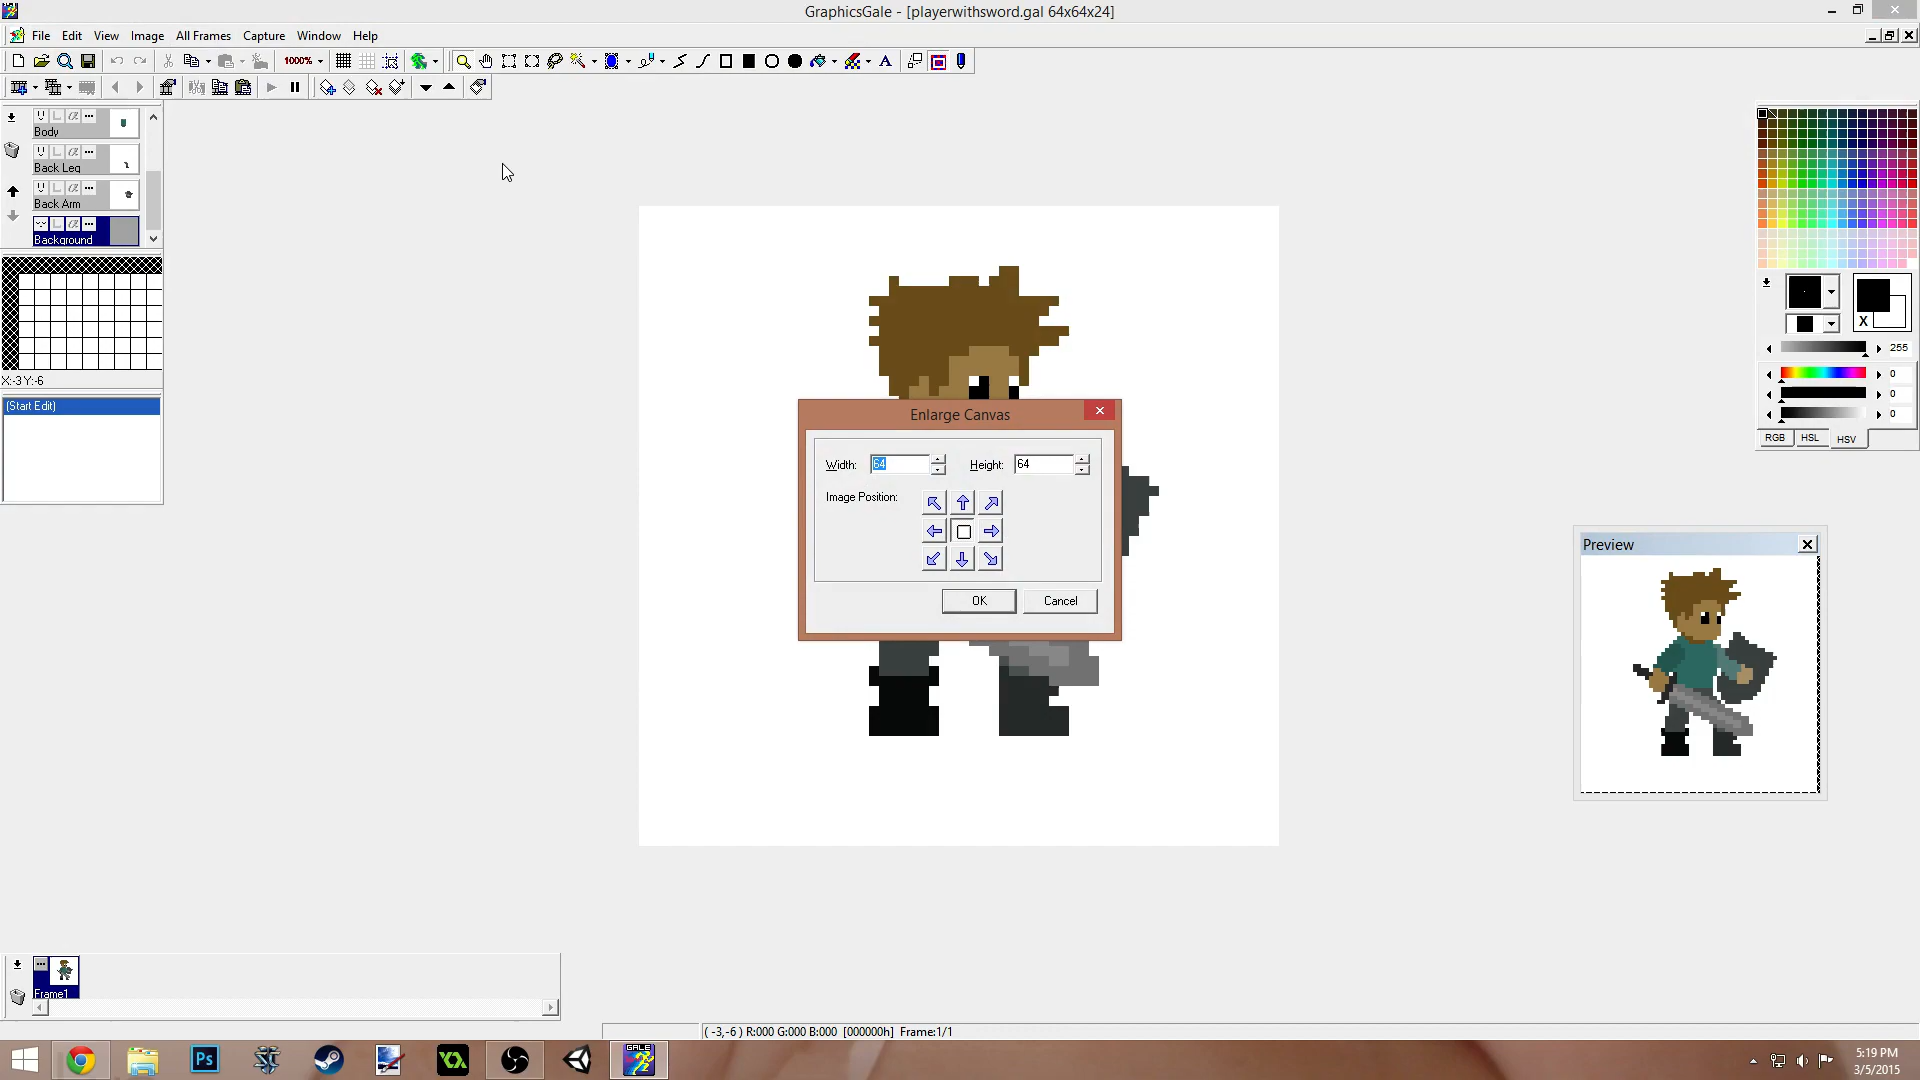 GraphicsGale - [playerwithsword.gal 64x64x24]
File Edit View Image All Frames Capture Window Help
1000%
A
Body
Back Leg
Back Arm
Background
X:-3 Y:-6
(Start Edit)
Enlarge Canvas
Width: 64 Height: 64
Image Position:
OK Cancel
X
255
0
0
0
RGB HSL HSV
Preview
Frame1
( -3,-6 ) R:000 G:000 B:000 [000000h] Frame:1/1
Ps
GALE
5:19 PM
3/5/2015